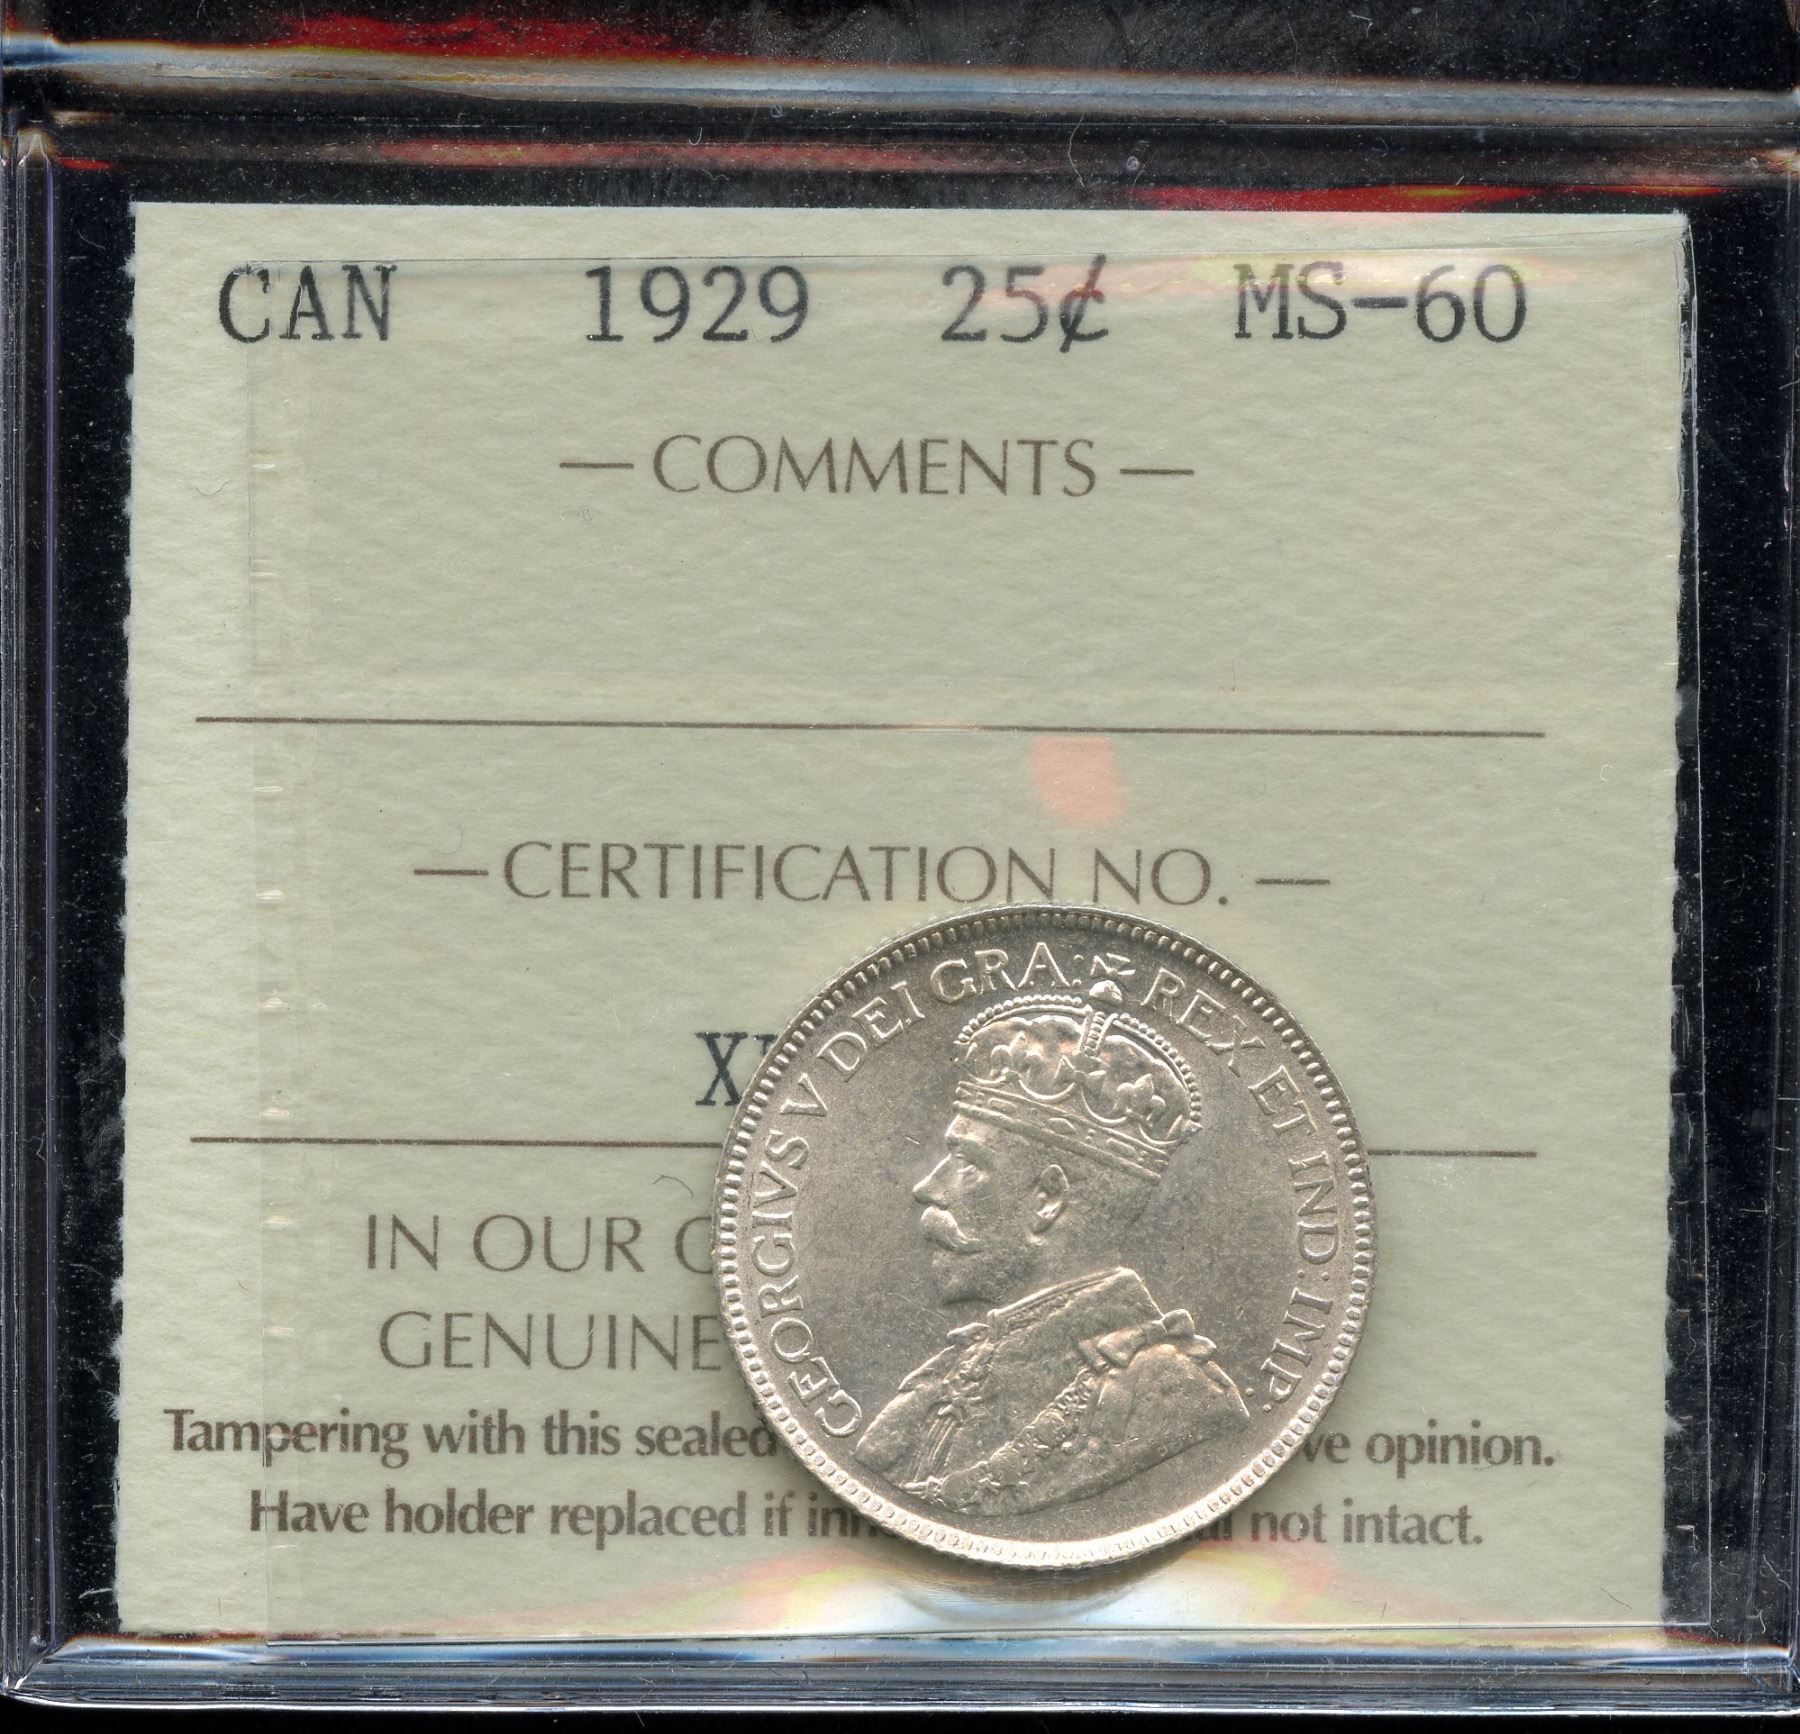 CAN 1929 25¢ MS-60
— COMMENTS —
— CERTIFICATION NO. —
GEORGIVS V DEI GRA: REX ET IND: IMP:
IN OUR
GENUINE
Tampering with this sealed opinion.
Have holder replaced if not intact.